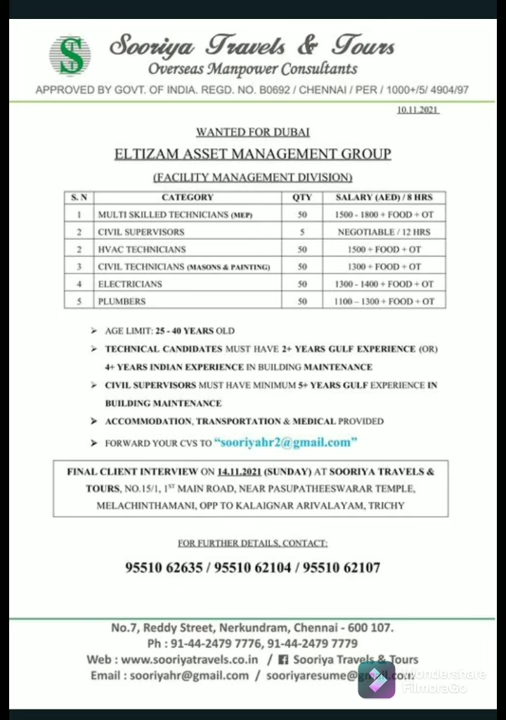 S
Sooriya Travels & Tours
Overseas Manpower Consultants
APPROVED BY GOVT. OF INDIA. REGD. NO. B0692 / CHENNAI / PER / 1000+/5/ 4904/97
10.11.2021
WANTED FOR DUBAI
ELTIZAM ASSET MANAGEMENT GROUP
(FACILITY MANAGEMENT DIVISION)
S. N CATEGORY QTY SALARY (AED) / 8 HRS
1 MULTI SKILLED TECHNICIANS (MEP) 50 1500 - 1800 + FOOD + OT
2 CIVIL SUPERVISORS 5 NEGOTIABLE / 12 HRS
2 HVAC TECHNICIANS 50 1500 + FOOD + OT
3 CIVIL TECHNICIANS (MASONS & PAINTING) 50 1300 + FOOD + OT
4 ELECTRICIANS 50 1300 - 1400 + FOOD + OT
5 PLUMBERS 50 1100 – 1300 + FOOD + OT
➢ AGE LIMIT: 25 - 40 YEARS OLD
➢ TECHNICAL CANDIDATES MUST HAVE 2+ YEARS GULF EXPERIENCE (OR)
4+ YEARS INDIAN EXPERIENCE IN BUILDING MAINTENANCE
➢ CIVIL SUPERVISORS MUST HAVE MINIMUM 5+ YEARS GULF EXPERIENCE IN
BUILDING MAINTENANCE
➢ ACCOMMODATION, TRANSPORTATION & MEDICAL PROVIDED
➢ FORWARD YOUR CVS TO “sooriyahr2@gmail.com”
FINAL CLIENT INTERVIEW ON 14.11.2021 (SUNDAY) AT SOORIYA TRAVELS &
TOURS, NO.15/1, 1ST MAIN ROAD, NEAR PASUPATHEESWARAR TEMPLE,
MELACHINTHAMANI, OPP TO KALAIGNAR ARIVALAYAM, TRICHY
FOR FURTHER DETAILS, CONTACT:
95510 62635 / 95510 62104 / 95510 62107
No.7, Reddy Street, Nerkundram, Chennai - 600 107.
Ph : 91-44-2479 7776, 91-44-2479 7779
Web : www.sooriyatravels.co.in / Sooriya Travels & Tours
Email : sooriyahr@gmail.com / sooriyaresume@gmail.com
Wondershare
FilmoraGo